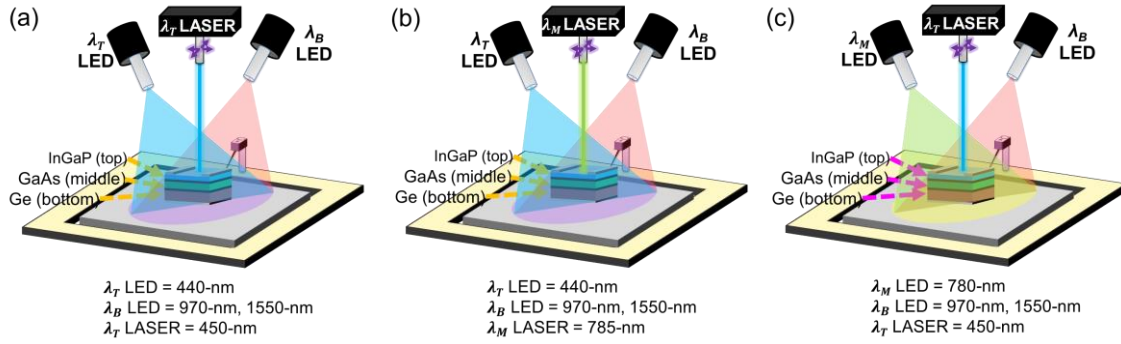 (a)
λT LASER
λT
LED
λB
LED
InGaP (top)
GaAs (middle)
Ge (bottom)
λT LED = 440-nm
λB LED = 970-nm, 1550-nm
λT LASER = 450-nm
(b)
λM LASER
λT
LED
λB
LED
InGaP (top)
GaAs (middle)
Ge (bottom)
λT LED = 440-nm
λB LED = 970-nm, 1550-nm
λM LASER = 785-nm
(c)
λT LASER
λM
LED
λB
LED
InGaP (top)
GaAs (middle)
Ge (bottom)
λM LED = 780-nm
λB LED = 970-nm, 1550-nm
λT LASER = 450-nm